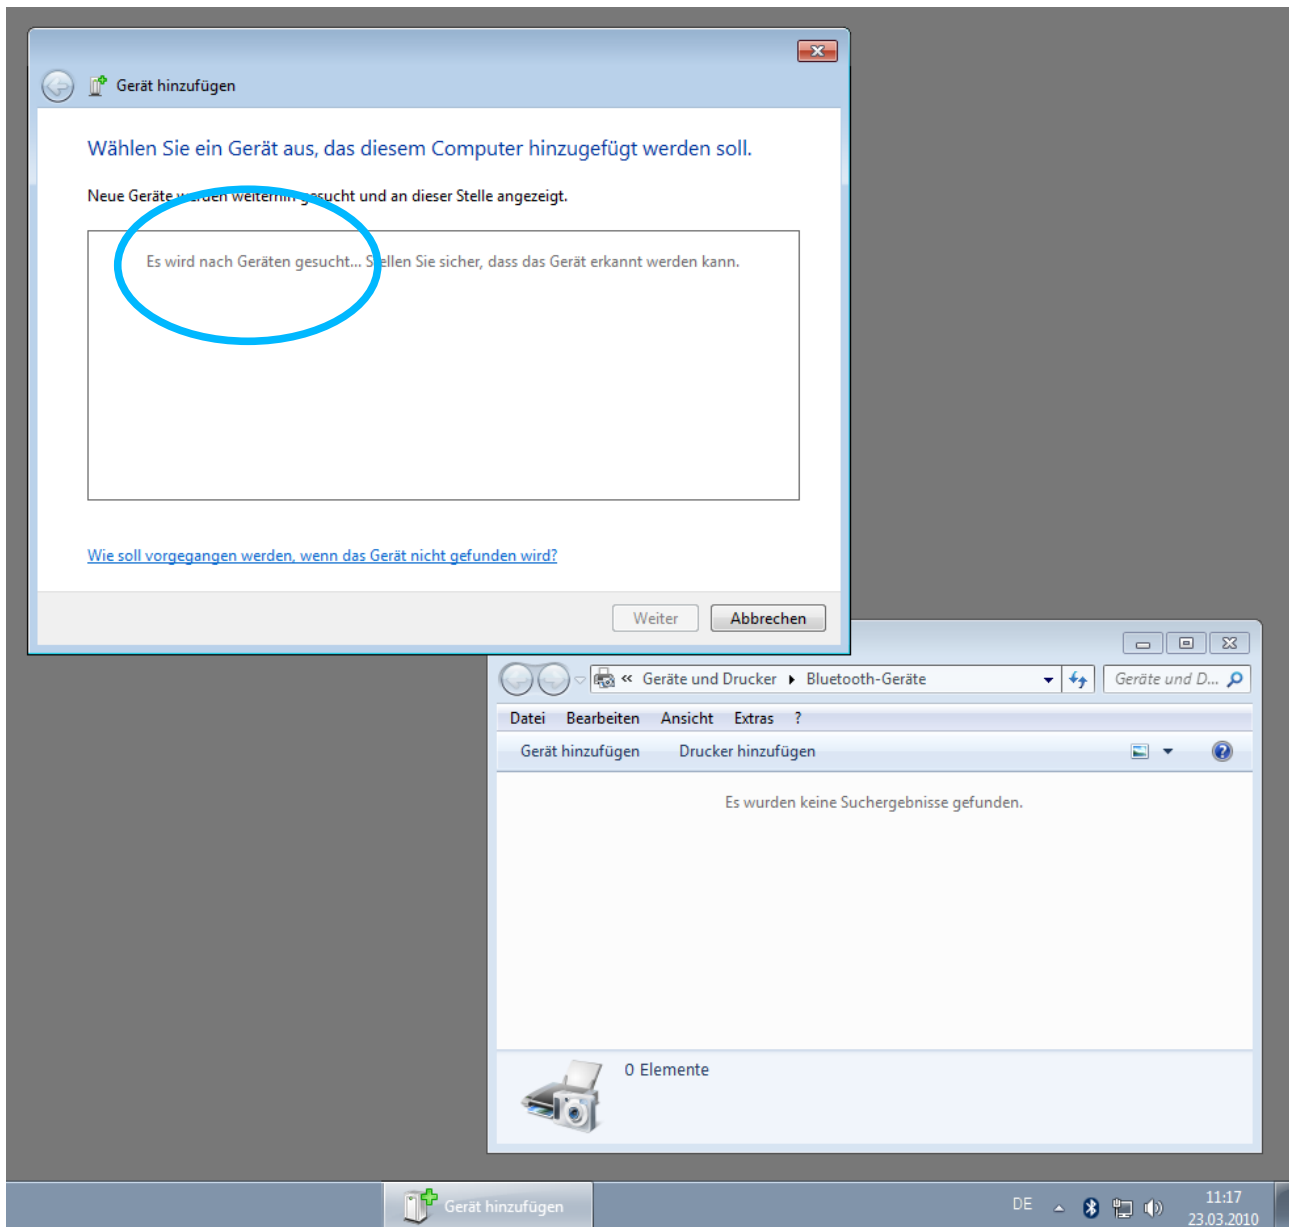 Gerät hinzufügen
Wählen Sie ein Gerät aus, das diesem Computer hinzugefügt werden soll.
Neue Geräte werden weiterhin gesucht und an dieser Stelle angezeigt.
Es wird nach Geräten gesucht... Stellen Sie sicher, dass das Gerät erkannt werden kann.
Wie soll vorgegangen werden, wenn das Gerät nicht gefunden wird?
Weiter Abbrechen
« Geräte und Drucker Bluetooth-Geräte Geräte und D...
Datei Bearbeiten Ansicht Extras ?
Gerät hinzufügen Drucker hinzufügen
Es wurden keine Suchergebnisse gefunden.
0 Elemente
Gerät hinzufügen
DE 11:17
23.03.2010